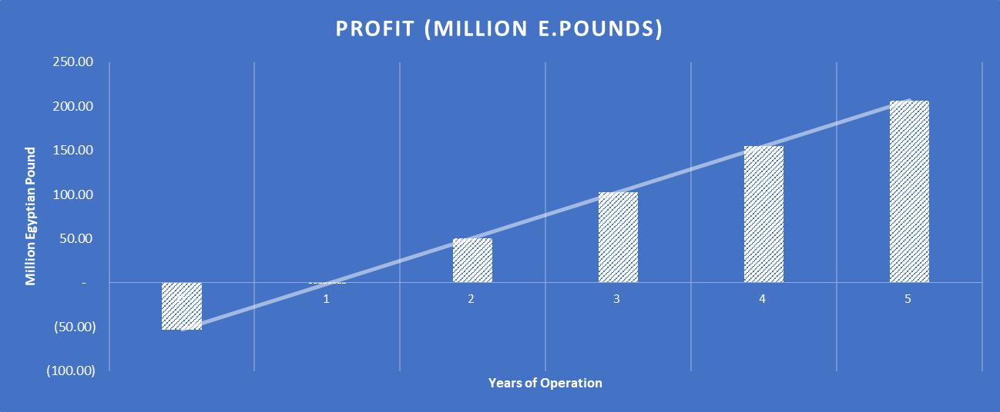 PROFIT (MILLION E.POUNDS)
250.00
200.00
150.00
100.00
50.00
-
(50.00)
(100.00)
Million Egyptian Pound
1 2 3 4 5
Years of Operation